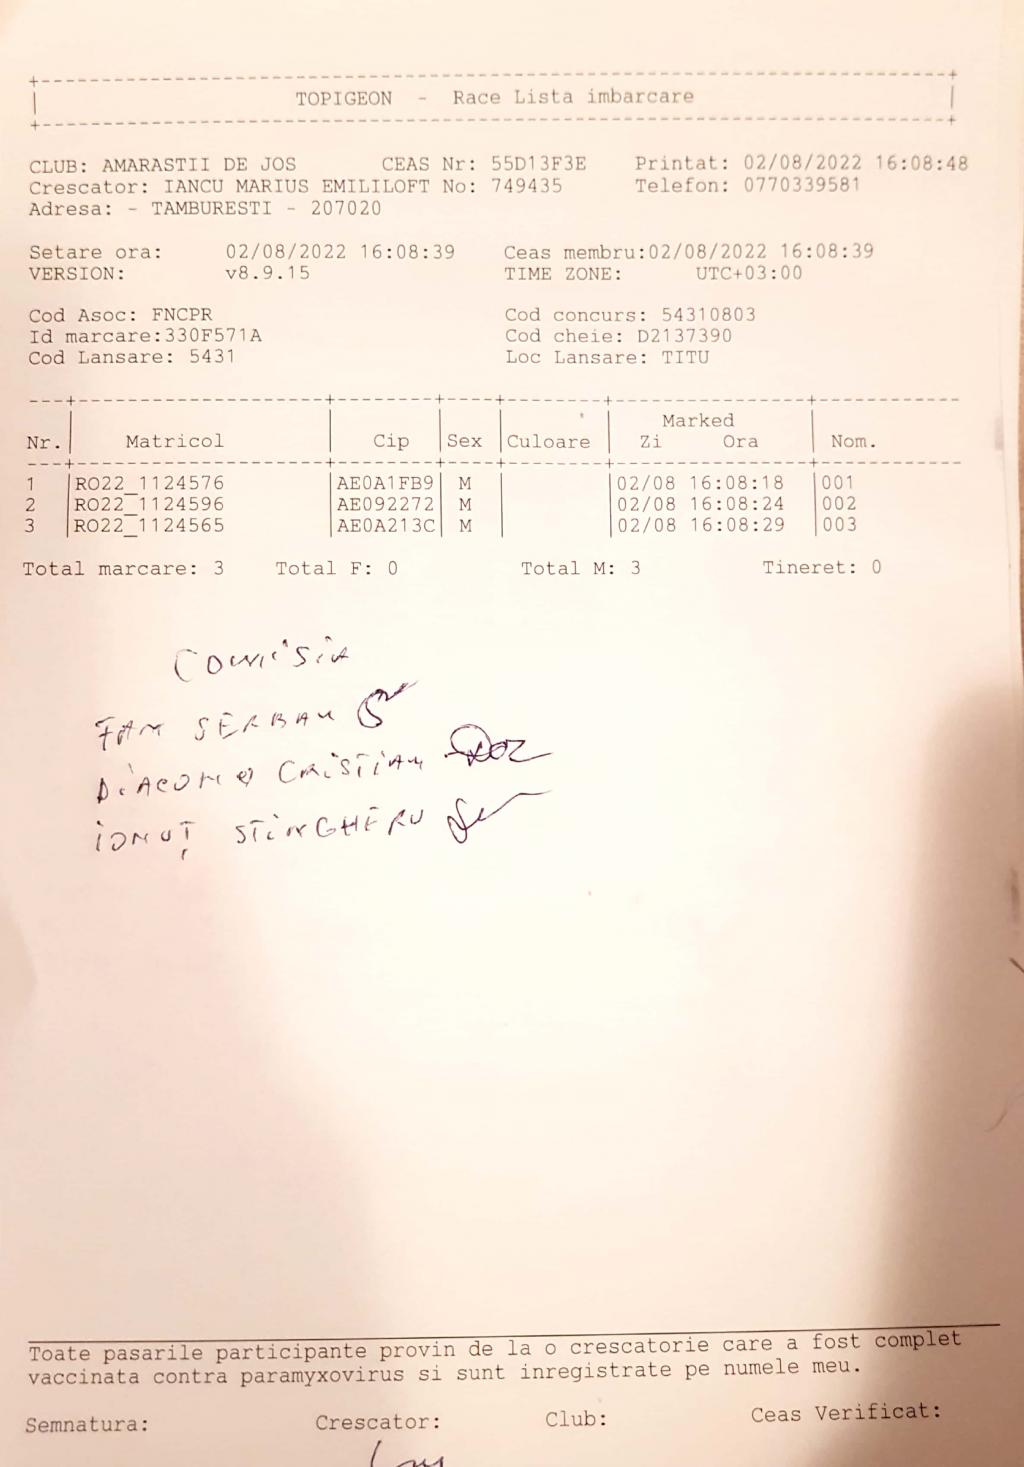 TOPIGEON - Race Lista imbarcare
CLUB: AMARASTII DE JOS CEAS Nr: 55D13F3E Printat: 02/08/2022 16:08:48
Crescator: IANCU MARIUS EMILILOFT No: 749435 Telefon: 0770339581
Adresa: - TAMBURESTI - 207020
Setare ora: 02/08/2022 16:08:39 Ceas membru:02/08/2022 16:08:39
VERSION: v8.9.15 TIME ZONE: UTC+03:00
Cod Asoc: FNCPR Cod concurs: 54310803
Id marcare:330F571A Cod cheie: D2137390
Cod Lansare: 5431 Loc Lansare: TITU
Marked
Nr. Matricol Cip Sex Culoare Zi Ora Nom.
1 RO22_1124576 AE0A1FB9 M 02/08 16:08:18 001
2 RO22_1124596 AE092272 M 02/08 16:08:24 002
3 RO22_1124565 AE0A213C M 02/08 16:08:29 003
Total marcare: 3 Total F: 0 Total M: 3 Tineret: 0
COMISIA
FAM SERBAN
CRISTIAN
IONUȚ STINGHERU
Toate pasarile participante provin de la o crescatorie care a fost complet
vaccinata contra paramyxovirus si sunt inregistrate pe numele meu.
Semnatura: Crescator: Club: Ceas Verificat: